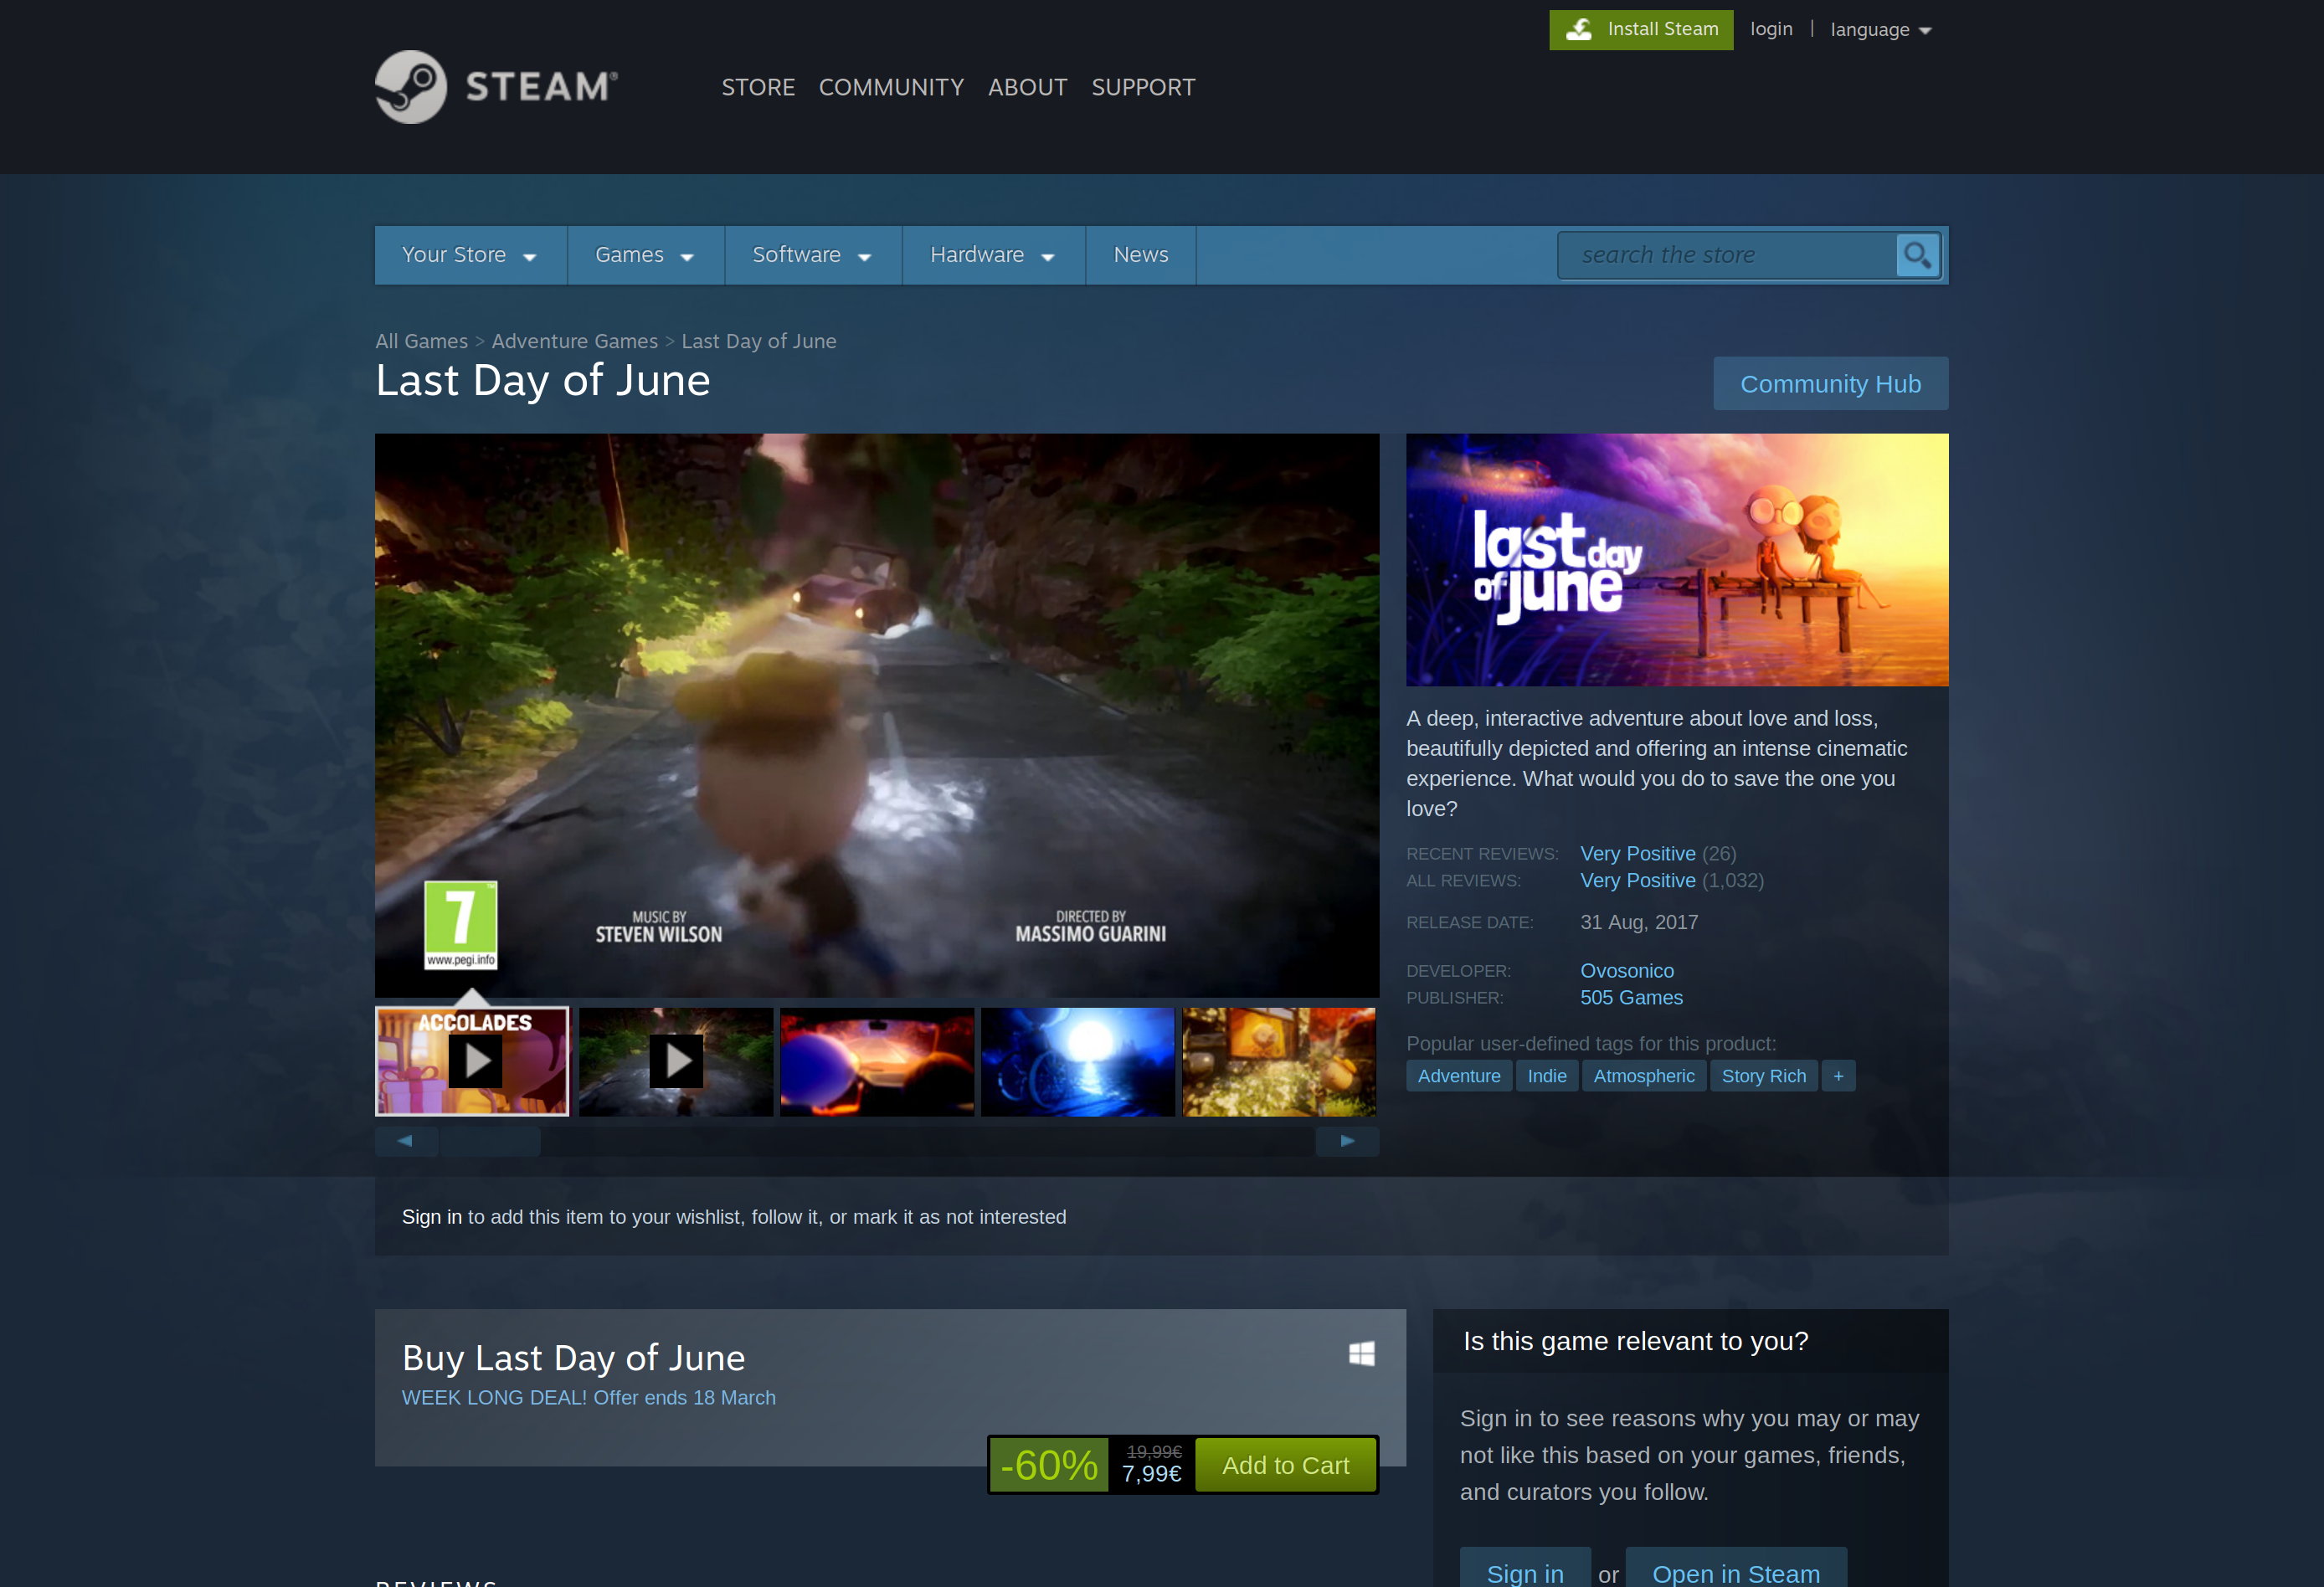 Install Steam
login
|
language
STEAM®
STORE
COMMUNITY
ABOUT
SUPPORT
Your Store
Games
Software
Hardware
News
search the store
All Games > Adventure Games > Last Day of June
Last Day of June
Community Hub
7
www.pegi.info
MUSIC BY
STEVEN WILSON
DIRECTED BY
MASSIMO GUARINI
ACCOLADES
last day
of june
A deep, interactive adventure about love and loss,
beautifully depicted and offering an intense cinematic
experience. What would you do to save the one you
love?
RECENT REVIEWS: Very Positive (26)
ALL REVIEWS: Very Positive (1,032)
RELEASE DATE: 31 Aug, 2017
DEVELOPER: Ovosonico
PUBLISHER: 505 Games
Popular user-defined tags for this product:
Adventure
Indie
Atmospheric
Story Rich
+
Sign in to add this item to your wishlist, follow it, or mark it as not interested
Buy Last Day of June
WEEK LONG DEAL! Offer ends 18 March
-60%
19,99€
7,99€
Add to Cart
Is this game relevant to you?
Sign in to see reasons why you may or may
not like this based on your games, friends,
and curators you follow.
Sign in or Open in Steam
REVIEWS